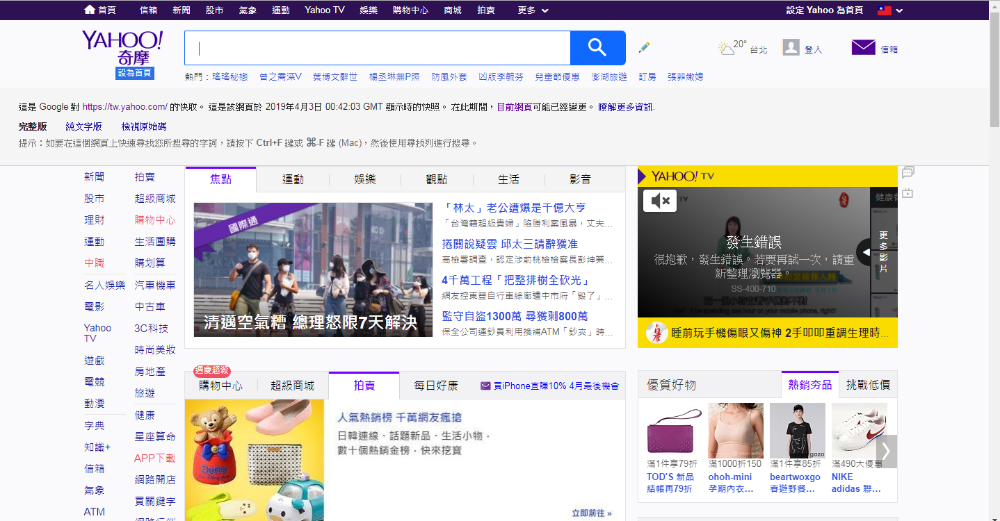 首頁 信箱 新聞 股市 氣象 運動 Yahoo TV 娛樂 購物中心 商城 拍賣 更多 設定 Yahoo 為首頁
YAHOO!
奇摩
設為首頁
20° 台北 登入 信箱
熱門：瑤瑤秘戀 曾之喬深V 葉博文辭世 楊丞琳無P照 防風外套 凶版李毓芬 兒童節優惠 澎湖旅遊 訂房 張菲嫩媳
這是 Google 對 https://tw.yahoo.com/ 的快取。 這是該網頁於 2019年4月3日 00:42:03 GMT 顯示時的快照。 在此期間，目前網頁可能已經變更。 瞭解更多資訊.
完整版 純文字版 檢視原始碼
提示：如要在這個網頁上快速尋找您所搜尋的字詞，請按下 Ctrl+F 鍵或 ⌘-F 鍵 (Mac)，然後使用尋找列進行搜尋。
新聞 拍賣
股市 超級商城
理財 購物中心
運動 生活團購
中職 購划算
名人娛樂 汽車機車
電影 中古車
Yahoo TV 3C科技
遊戲 時尚美妝
電競 房地產
動漫 旅遊
字典 健康
知識+ 星座算命
信箱 APP下載
氣象 網路開店
ATM 買關鍵字
焦點 運動 娛樂 觀點 生活 影音
國際通
清邁空氣糟 總理怒限7天解決
「林太」老公遭爆是千億大亨
「台灣籍超級貴婦」陷勝利案風暴，丈夫...
捲關說疑雲 邱太三請辭獲准
高檢署調查，認定涉前桃檢檢察長彭坤業...
4千萬工程「把整排樹全砍光」
網友控東豐自行車綠廊遭中市府「毀了」...
監守自盜1300萬 尋獲剩800萬
保全公司運鈔員利用換補ATM「鈔夾」時...
YAHOO! TV
TV
健康
發生錯誤
很抱歉，發生錯誤。若要再試一次，請重
新整理瀏覽器。
SS-400-710
更多影片
睡前玩手機傷眼又傷神 2手叩叩重調生理時...
週慶超殺
購物中心 超級商城 拍賣 每日好康 買iPhone直賺10% 4月最後機會
人氣熱銷榜 千萬網友瘋搶
日韓連線、話題新品、生活小物，
數十個熱銷金榜，快來挖寶
立即前往 »
優質好物 熱銷夯品 挑戰低價
gozo
滿1件享79折 滿1000折150 滿1件享85折 滿490大優惠
TOD'S 新品 ohoh-mini beartwoxgo NIKE
結帳再79折 孕期內衣... 春遊野餐... adidas 聯...